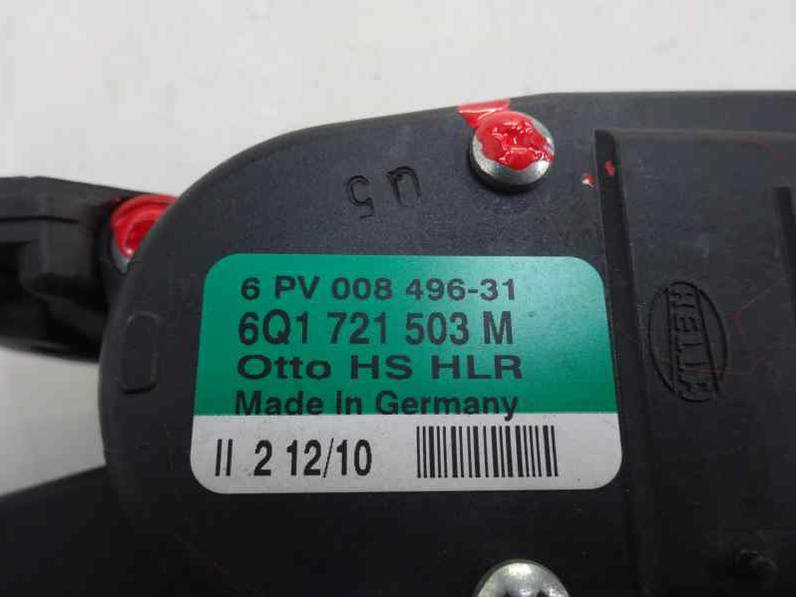 U5
6 PV 008 496-31
6Q1 721 503 M
Otto HS HLR
Made In Germany
II 2 12/10
HELLA